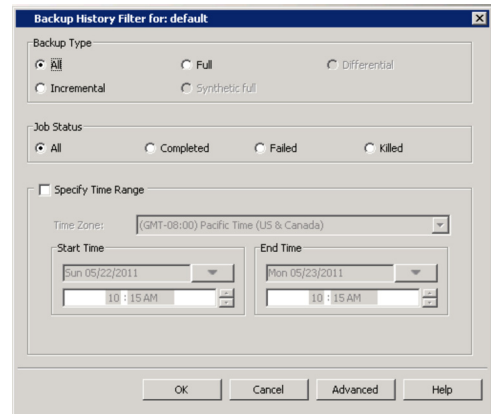 Backup History Filter for: default
Backup Type
All Full Differential
Incremental Synthetic full
Job Status
All Completed Failed Killed
Specify Time Range
Time Zone: (GMT-08:00) Pacific Time (US & Canada)
Start Time End Time
Sun 05/22/2011 Mon 05/23/2011
10 : 15 AM 10 : 15 AM
OK Cancel Advanced Help